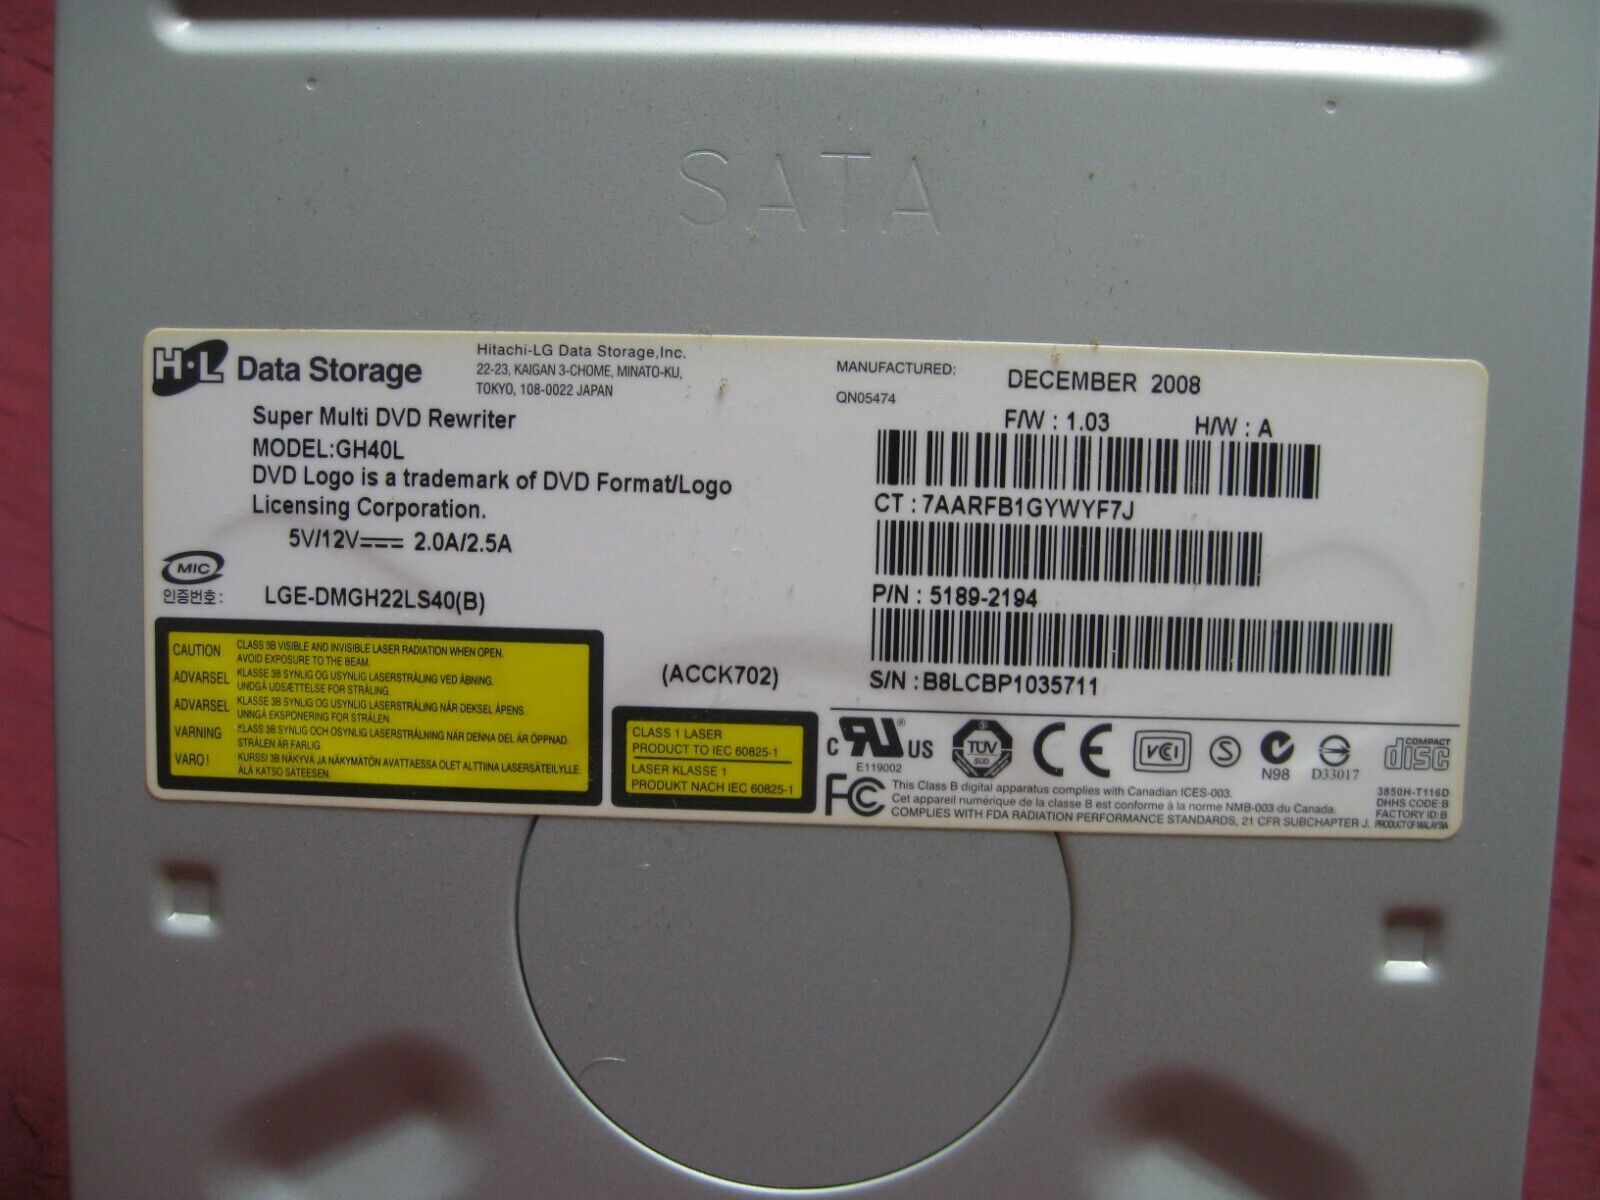 SATA
H·L Data Storage
Hitachi-LG Data Storage,Inc.
22-23, KAIGAN 3-CHOME, MINATO-KU,
TOKYO, 108-0022 JAPAN
Super Multi DVD Rewriter
MODEL:GH40L
DVD Logo is a trademark of DVD Format/Logo
Licensing Corporation.
5V/12V 2.0A/2.5A
MIC
인증번호: LGE-DMGH22LS40(B)
MANUFACTURED: DECEMBER 2008
QN05474
F/W : 1.03 H/W : A
CT : 7AARFB1GYWYF7J
P/N : 5189-2194
S/N : B8LCBP1035711
CAUTION CLASS 3B VISIBLE AND INVISIBLE LASER RADIATION WHEN OPEN.
AVOID EXPOSURE TO THE BEAM.
ADVARSEL KLASSE 3B SYNLIG OG USYNLIG LASERSTRÅLING VED ÅBNING.
UNDGÅ UDSÆTTELSE FOR STRÅLING.
ADVARSEL KLASSE 3B SYNLIG OG USYNLIG LASERSTRÅLING NÅR DEKSEL ÅPENS.
UNNGÅ EKSPONERING FOR STRÅLEN.
VARNING KLASS 3B SYNLIG OCH OSYNLIG LASERSTRÅLNING NÄR DENNA DEL ÄR ÖPPNAD.
STRÅLEN ÄR FARLIG.
VARO! KURSSI 3B NÄKYVÄ JA NÄKYMÄTÖN AVATTAESSA OLET ALTTIINA LASERSÄTEILYLLE.
ÄLÄ KATSO SÄTEESEN.
(ACCK702)
CLASS 1 LASER
PRODUCT TO IEC 60825-1
LASER KLASSE 1
PRODUKT NACH IEC 60825-1
c RU ® US
E119002
TUV
SUD
CE
VCI
S
N98
D33017
COMPACT
disc
FC
This Class B digital apparatus complies with Canadian ICES-003.
Cet appareil numérique de la classe B est conforme à la norme NMB-003 du Canada.
COMPLIES WITH FDA RADIATION PERFORMANCE STANDARDS, 21 CFR SUBCHAPTER J.
3850H-T116D
DHHS CODE:B
FACTORY ID:B
PRODUCT OF MALAYSIA